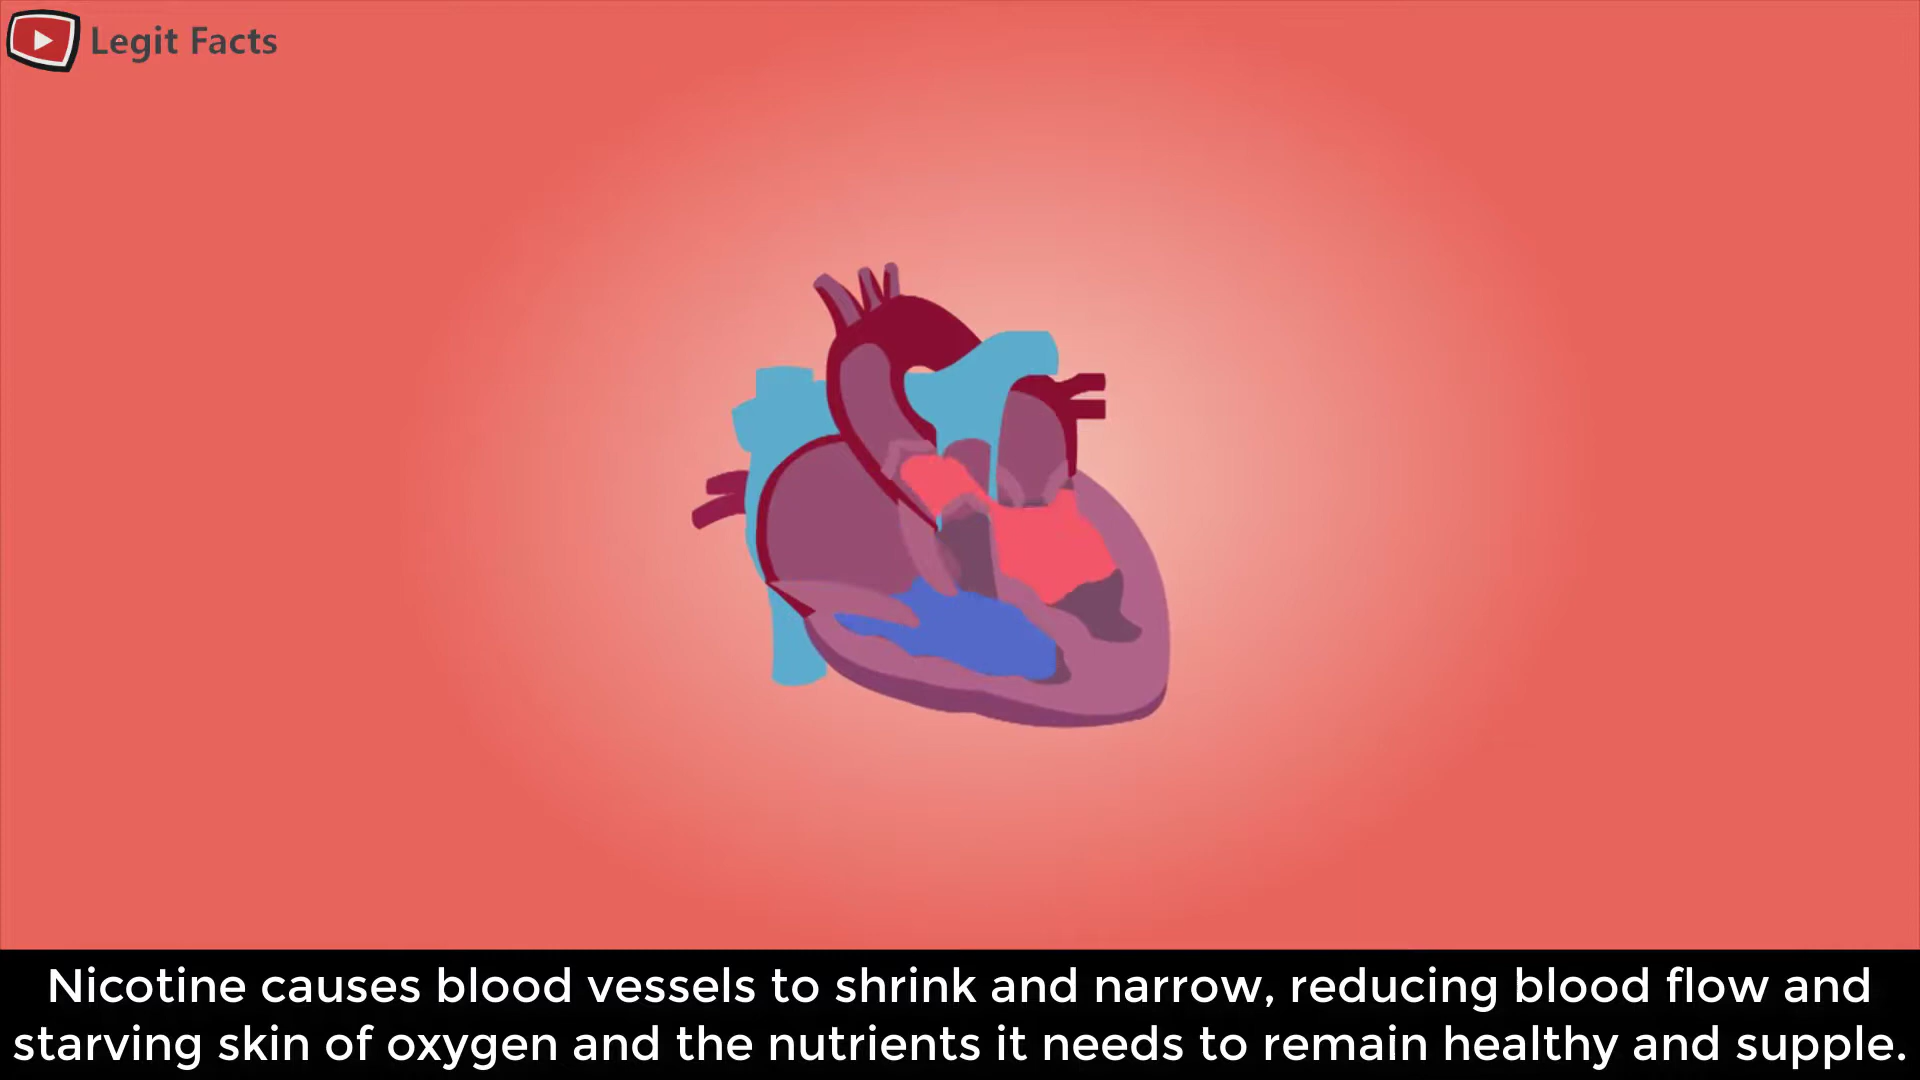 Legit Facts
Nicotine causes blood vessels to shrink and narrow, reducing blood flow and
starving skin of oxygen and the nutrients it needs to remain healthy and supple.